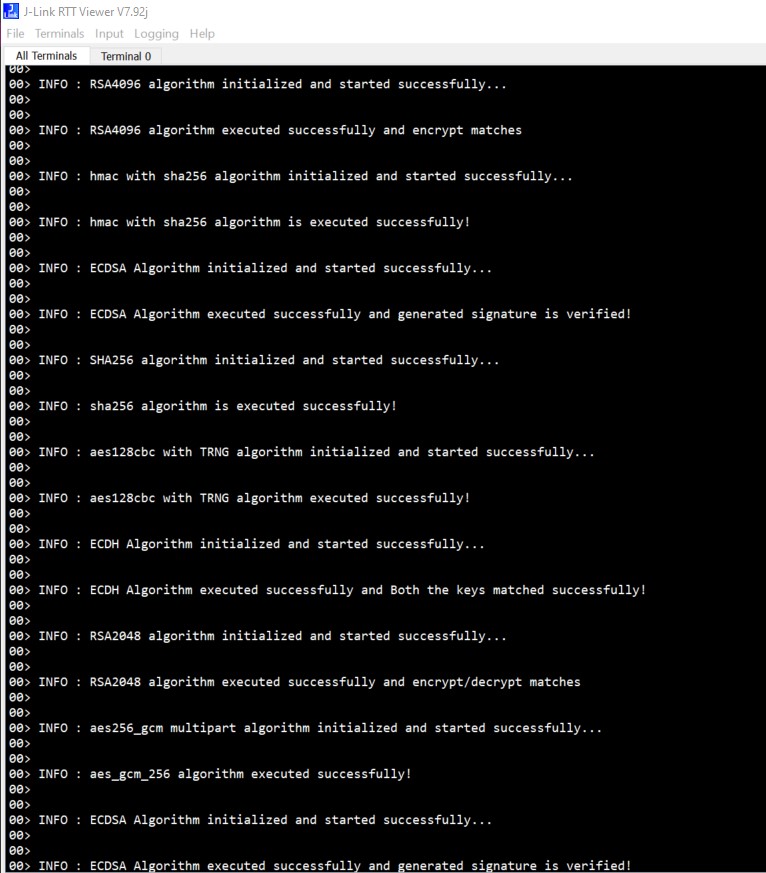 J-Link RTT Viewer V7.92j
File Terminals Input Logging Help
All Terminals Terminal 0
00>
00> INFO : RSA4096 algorithm initialized and started successfully...
00>
00>
00> INFO : RSA4096 algorithm executed successfully and encrypt matches
00>
00>
00> INFO : hmac with sha256 algorithm initialized and started successfully...
00>
00>
00> INFO : hmac with sha256 algorithm is executed successfully!
00>
00>
00> INFO : ECDSA Algorithm initialized and started successfully...
00>
00>
00> INFO : ECDSA Algorithm executed successfully and generated signature is verified!
00>
00>
00> INFO : SHA256 algorithm initialized and started successfully...
00>
00>
00> INFO : sha256 algorithm is executed successfully!
00>
00>
00> INFO : aes128cbc with TRNG algorithm initialized and started successfully...
00>
00>
00> INFO : aes128cbc with TRNG algorithm executed successfully!
00>
00>
00> INFO : ECDH Algorithm initialized and started successfully...
00>
00>
00> INFO : ECDH Algorithm executed successfully and Both the keys matched successfully!
00>
00>
00> INFO : RSA2048 algorithm initialized and started successfully...
00>
00>
00> INFO : RSA2048 algorithm executed successfully and encrypt/decrypt matches
00>
00>
00> INFO : aes256_gcm multipart algorithm initialized and started successfully...
00>
00>
00> INFO : aes_gcm_256 algorithm executed successfully!
00>
00>
00> INFO : ECDSA Algorithm initialized and started successfully...
00>
00>
00> INFO : ECDSA Algorithm executed successfully and generated signature is verified!